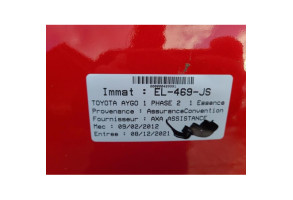 Immat : EL-469-JS
TOYOTA AYGO 1 PHASE 2 1 Essence
Provenance : AssuranceConvention
Fournisseur : AXA ASSISTANCE
Mec : 09/02/2012
Entree : 08/12/2021